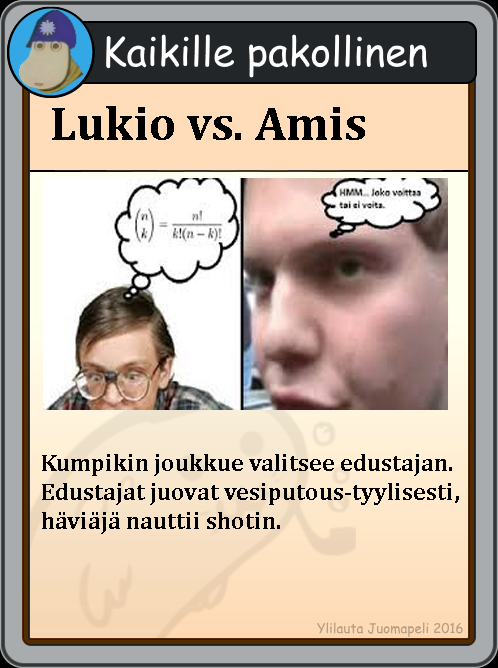 Kaikille pakollinen
Lukio vs. Amis
(n k) = n! / k!(n − k)!
HMM... Joko voittaa
tai ei voita.
Kumpikin joukkue valitsee edustajan.
Edustajat juovat vesiputous-tyylisesti,
häviäjä nauttii shotin.
Ylilauta Juomapeli 2016